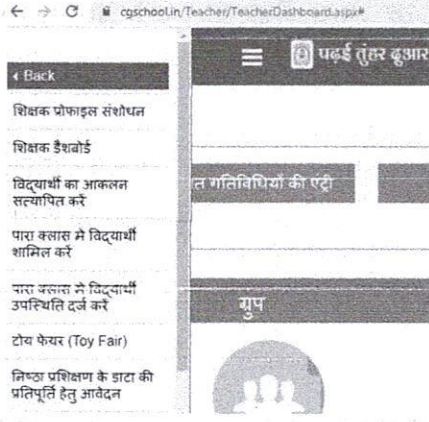 cgschool.in/Teacher/TeacherDashboard.aspx#
पढ़ई तुंहर दुआर
Back
शिक्षक प्रोफाइल संशोधन
शिक्षक डैशबोर्ड
विद्यार्थी का आकलन
सत्यापित करें
त गतिविधियों की एंट्री
पारा क्लास मे विद्यार्थी
शामिल करें
पारा क्लास मे विद्यार्थी
उपस्थिति दर्ज करें
ग्रुप
टोय फेयर (Toy Fair)
निष्ठा प्रशिक्षण के डाटा की
प्रतिपूर्ति हेतु आवेदन